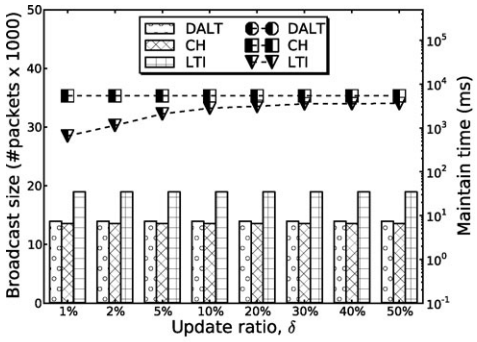 50
40
30
20
10
0
Broadcast size (#packets x 1000)
DALT DALT
CH CH
LTI LTI
10^5
10^4
10^3
10^2
10^1
10^0
10^-1
Maintain time (ms)
1% 2% 5% 10% 20% 30% 40% 50%
Update ratio, δ